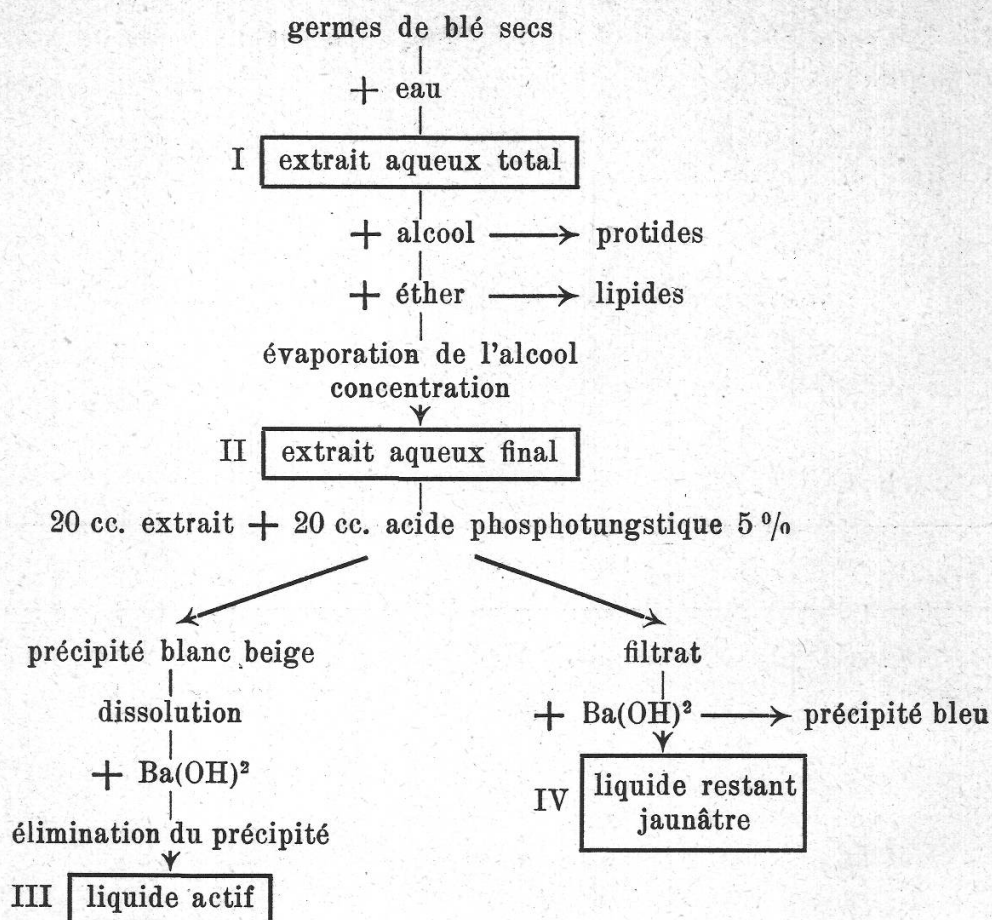 germes de blé secs
+ eau
I extrait aqueux total
+ alcool → protides
+ éther → lipides
évaporation de l'alcool
concentration
II extrait aqueux final
20 cc. extrait + 20 cc. acide phosphotungstique 5 %
précipité blanc beige
dissolution
+ Ba(OH)²
élimination du précipité
III liquide actif
filtrat
+ Ba(OH)² → précipité bleu
IV liquide restant
jaunâtre